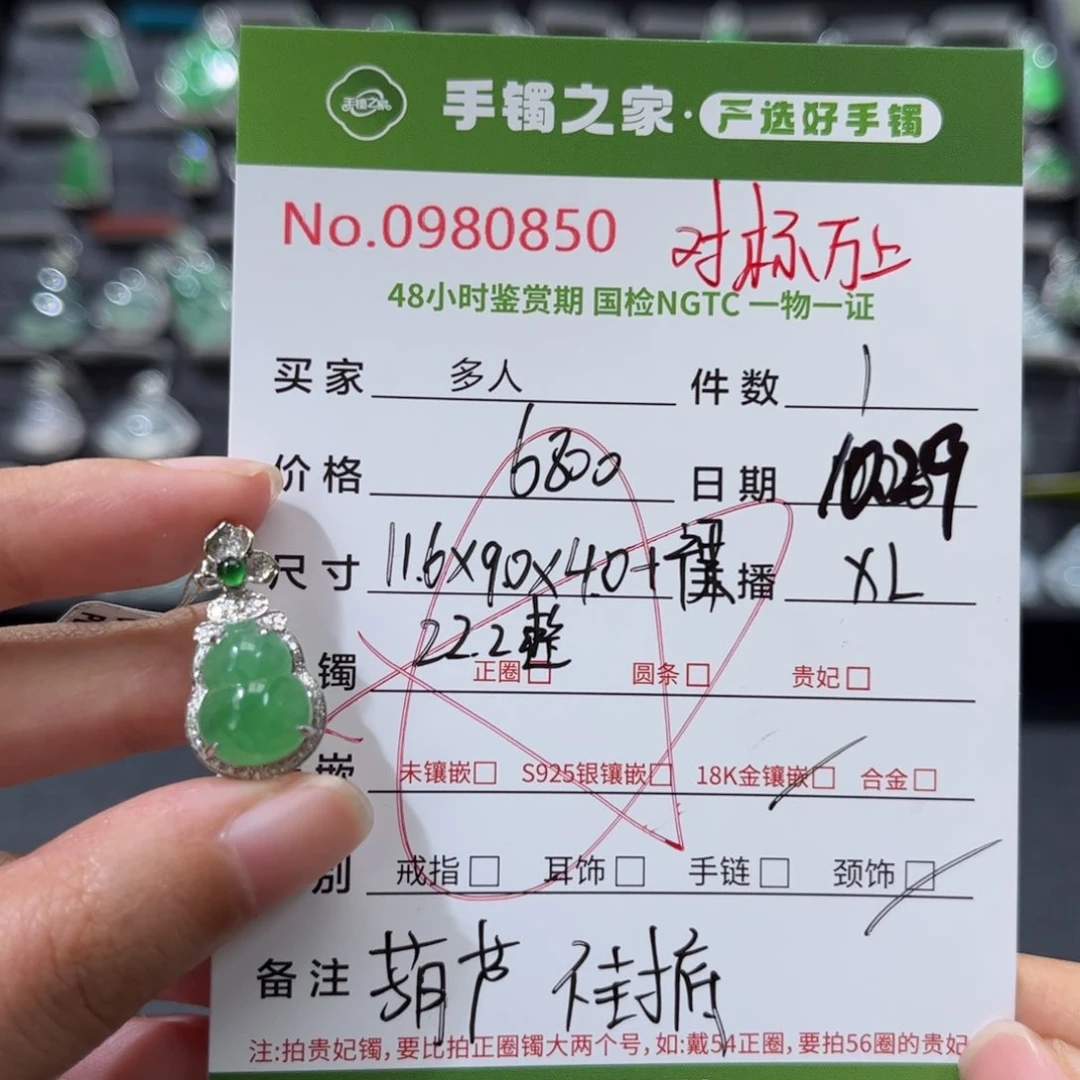 手镯之家 手镯之家·严选好手镯
No.0980850 对标万上
48小时鉴赏期 国检NGTC 一物一证
买家 多人 件数 1
价格 6800 日期
尺寸 11.6×9.0×4.0+裸 播 XL
22.2整
镯 正圈□ 圆条□ 贵妃□
嵌 未镶嵌□ S925银镶嵌□ 18K金镶嵌□ 合金□
别 戒指□ 耳饰□ 手链□ 颈饰□
备注 葫芦
注:拍贵妃镯,要比拍正圈镯大两个号,如:戴54正圈,要拍56圈的贵妃